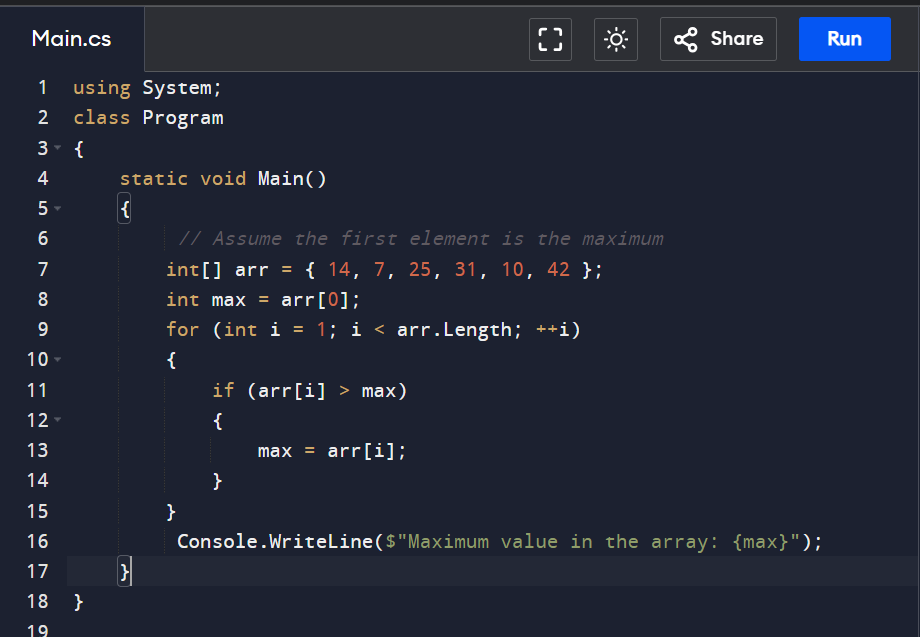 Main.cs Share Run
1 using System;
2 class Program
3 {
4     static void Main()
5     {
6          // Assume the first element is the maximum
7         int[] arr = { 14, 7, 25, 31, 10, 42 };
8         int max = arr[0];
9         for (int i = 1; i < arr.Length; ++i)
10         {
11             if (arr[i] > max)
12             {
13                 max = arr[i];
14             }
15         }
16          Console.WriteLine($"Maximum value in the array: {max}");
17     }
18 }
19